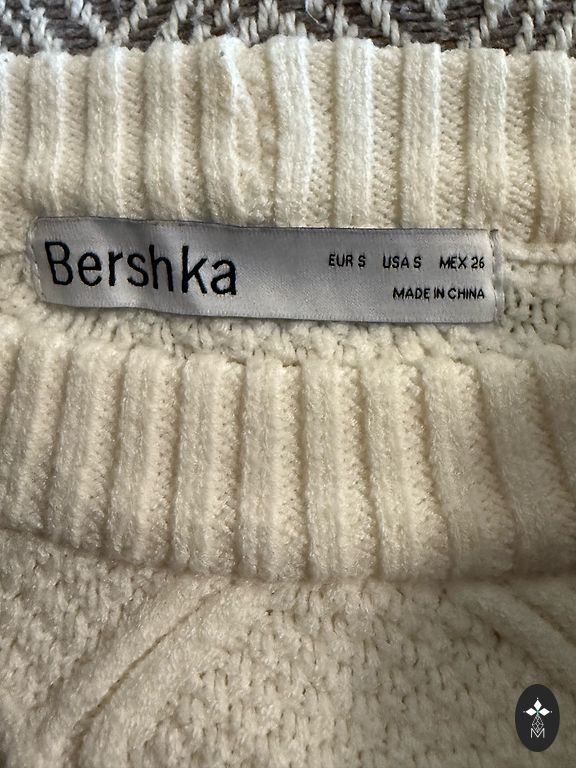 Bershka
EUR S USA S MEX 26
MADE IN CHINA
M